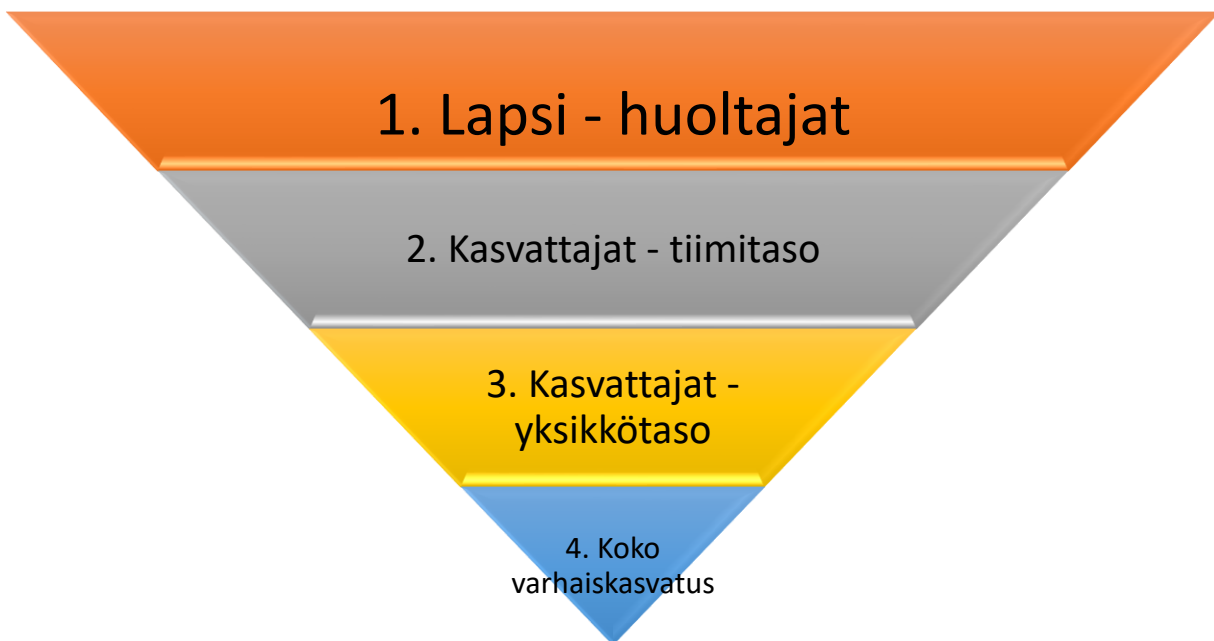 1. Lapsi - huoltajat
2. Kasvattajat - tiimitaso
3. Kasvattajat -
yksikkötaso
4. Koko
varhaiskasvatus